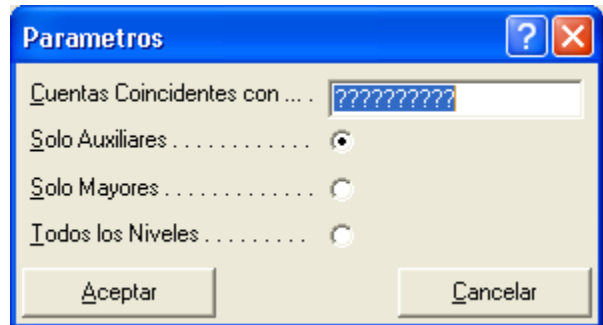 Parametros
Cuentas Coincidentes con ... . ??????????
Solo Auxiliares . . . . . . . . . . . .
Solo Mayores . . . . . . . . . . . . .
Todos los Niveles . . . . . . . . .
Aceptar Cancelar